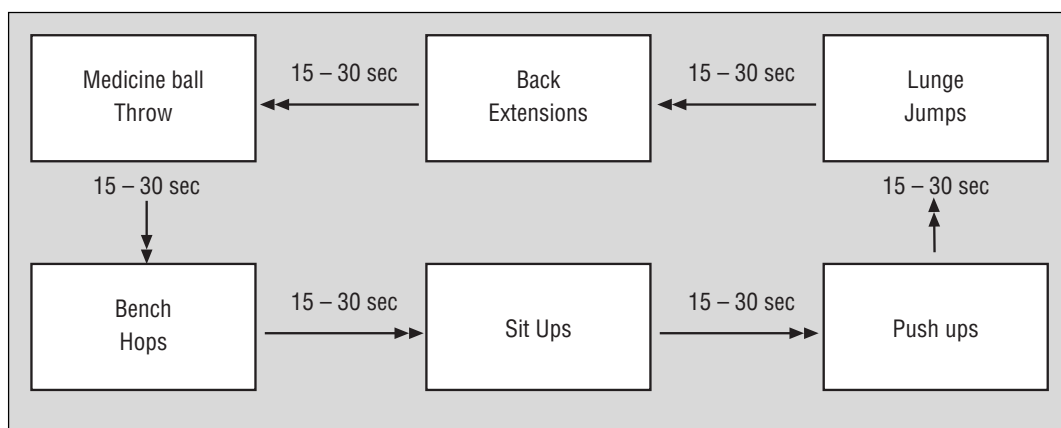 Medicine ball
Throw
15 – 30 sec
Back
Extensions
15 – 30 sec
Lunge
Jumps
15 – 30 sec
15 – 30 sec
Bench
Hops
15 – 30 sec
Sit Ups
15 – 30 sec
Push ups